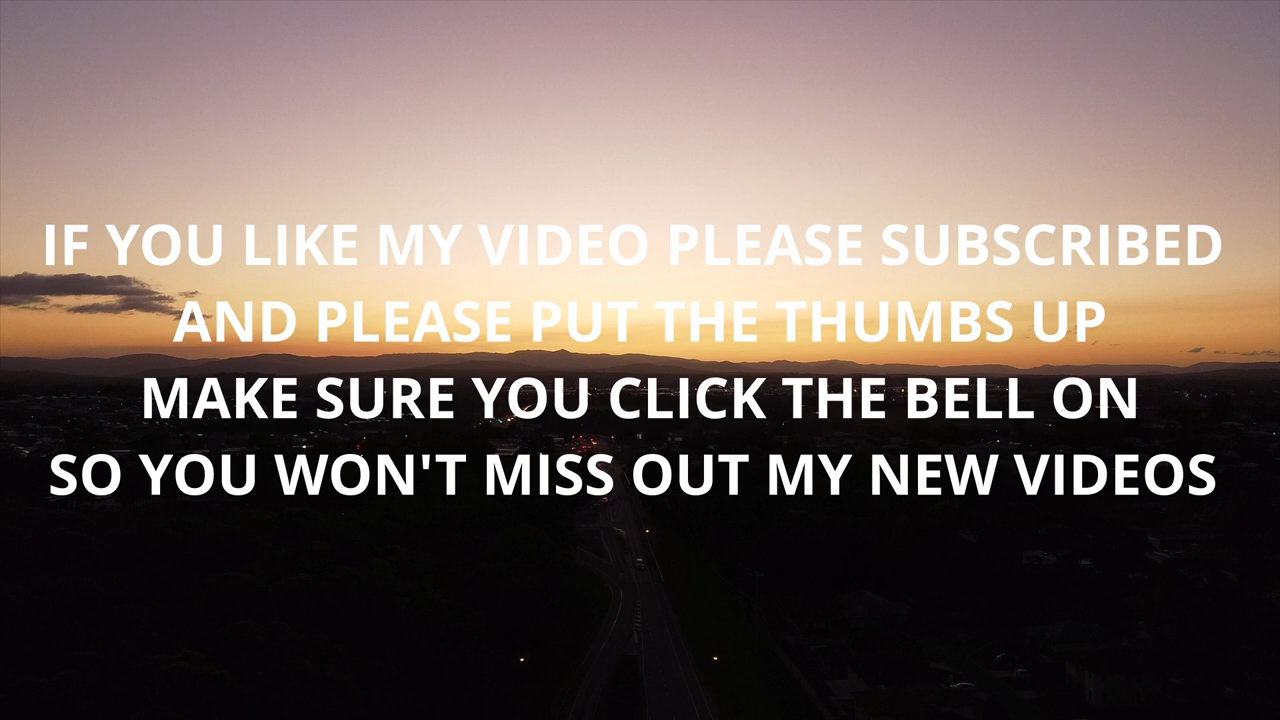 IF YOU LIKE MY VIDEO PLEASE SUBSCRIBED
AND PLEASE PUT THE THUMBS UP
MAKE SURE YOU CLICK THE BELL ON
SO YOU WON'T MISS OUT MY NEW VIDEOS